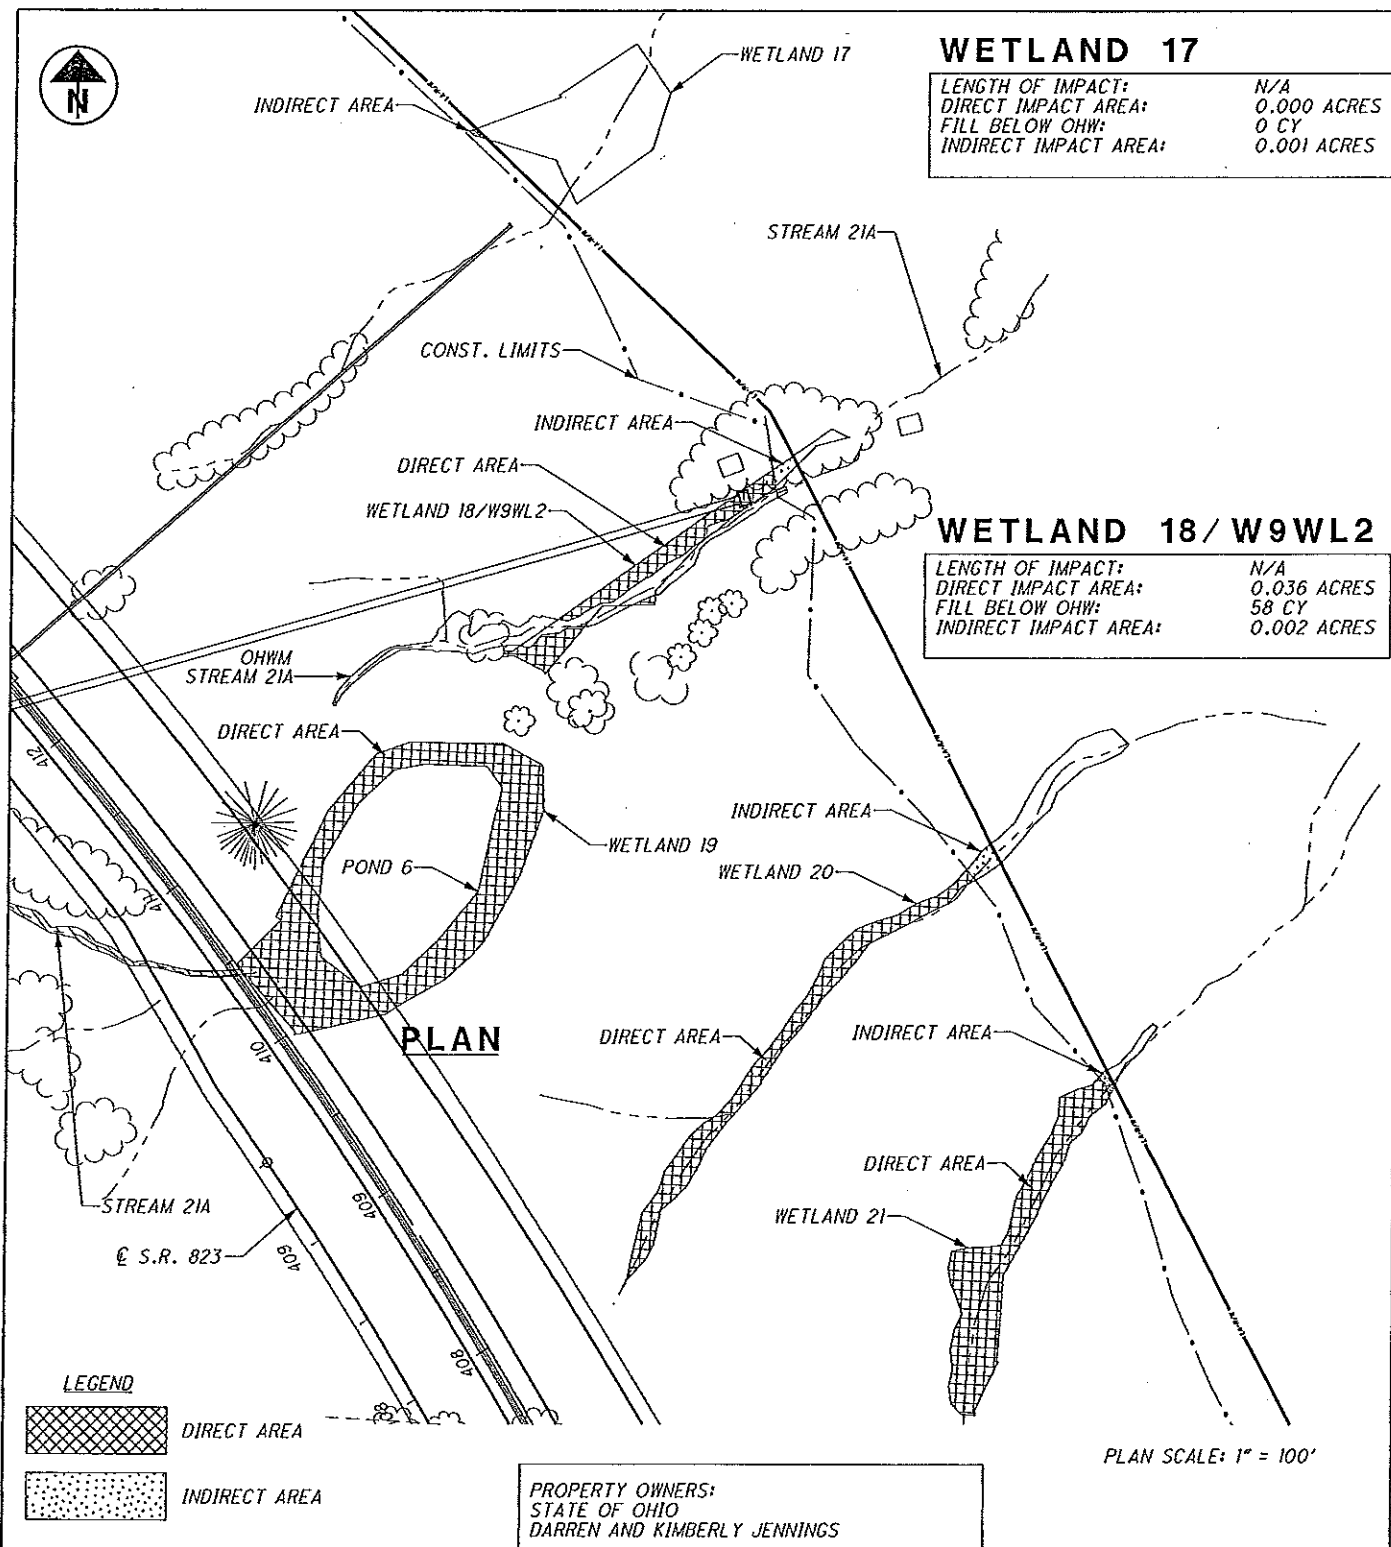 N
WETLAND 17
LENGTH OF IMPACT: N/A
DIRECT IMPACT AREA: 0.000 ACRES
FILL BELOW OHW: 0 CY
INDIRECT IMPACT AREA: 0.001 ACRES
WETLAND 17
INDIRECT AREA
STREAM 21A
CONST. LIMITS
INDIRECT AREA
DIRECT AREA
WETLAND 18/W9WL2
WETLAND 18/W9WL2
LENGTH OF IMPACT: N/A
DIRECT IMPACT AREA: 0.036 ACRES
FILL BELOW OHW: 58 CY
INDIRECT IMPACT AREA: 0.002 ACRES
OHWM
STREAM 21A
DIRECT AREA
412
INDIRECT AREA
WETLAND 19
POND 6
WETLAND 20
411
PLAN
410
DIRECT AREA
INDIRECT AREA
DIRECT AREA
409
STREAM 21A
WETLAND 21
℄ S.R. 823
409
408
LEGEND
DIRECT AREA
INDIRECT AREA
PLAN SCALE: 1" = 100'
PROPERTY OWNERS:
STATE OF OHIO
DARREN AND KIMBERLY JENNINGS